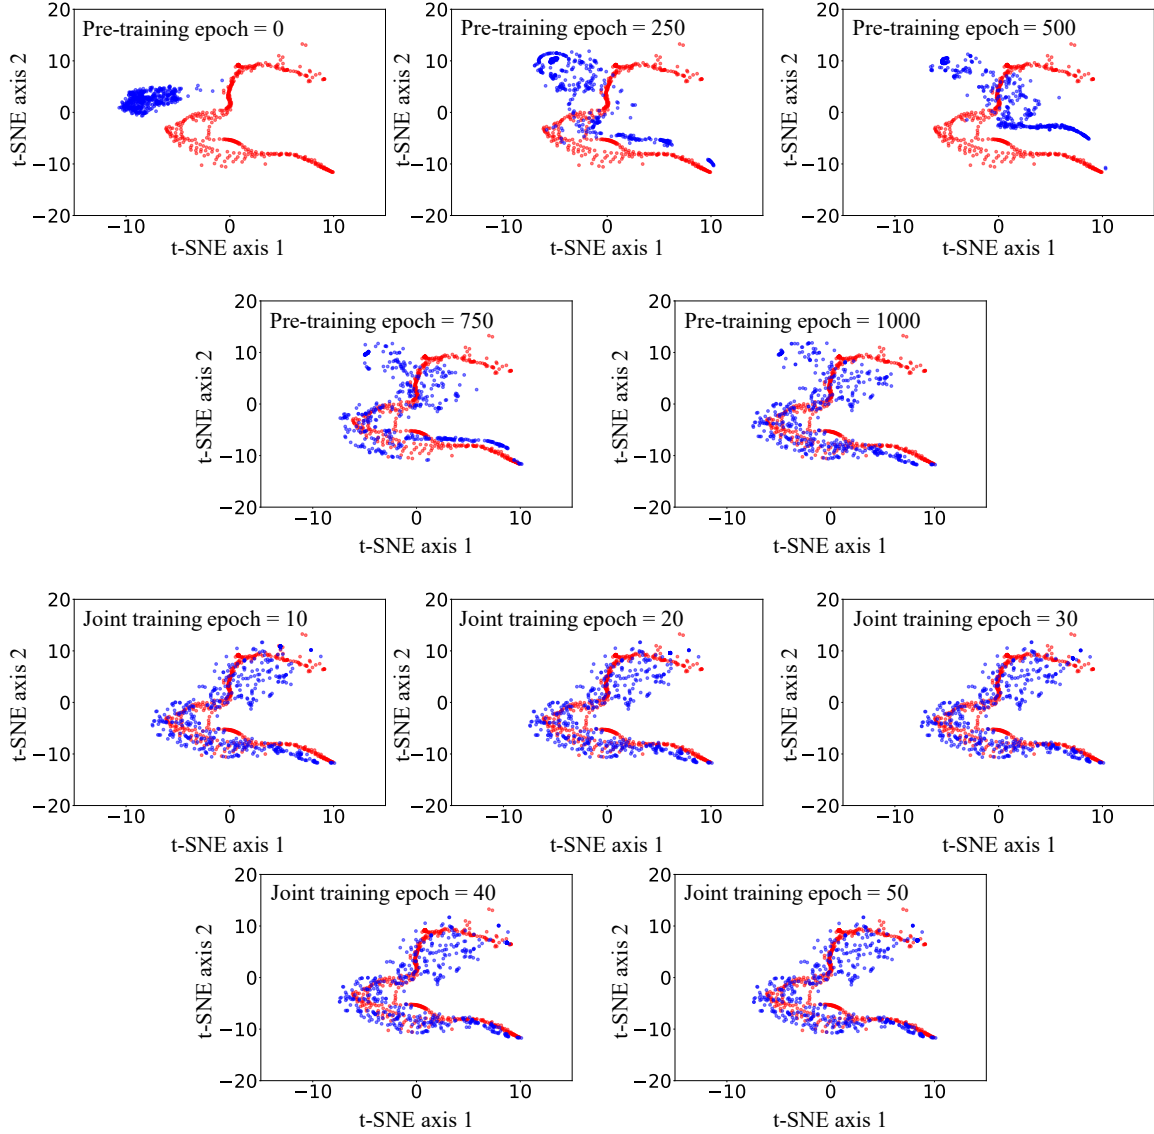 Pre-training epoch = 0
20
10
0
−10
−20
−10
0
10
t-SNE axis 1
t-SNE axis 2
Pre-training epoch = 250
20
10
0
−10
−20
−10
0
10
t-SNE axis 1
t-SNE axis 2
Pre-training epoch = 500
20
10
0
−10
−20
−10
0
10
t-SNE axis 1
t-SNE axis 2
Pre-training epoch = 750
20
10
0
−10
−20
−10
0
10
t-SNE axis 1
t-SNE axis 2
Pre-training epoch = 1000
20
10
0
−10
−20
−10
0
10
t-SNE axis 1
t-SNE axis 2
Joint training epoch = 10
20
10
0
−10
−20
−10
0
10
t-SNE axis 1
t-SNE axis 2
Joint training epoch = 20
20
10
0
−10
−20
−10
0
10
t-SNE axis 1
t-SNE axis 2
Joint training epoch = 30
20
10
0
−10
−20
−10
0
10
t-SNE axis 1
t-SNE axis 2
Joint training epoch = 40
20
10
0
−10
−20
−10
0
10
t-SNE axis 1
t-SNE axis 2
Joint training epoch = 50
20
10
0
−10
−20
−10
0
10
t-SNE axis 1
t-SNE axis 2